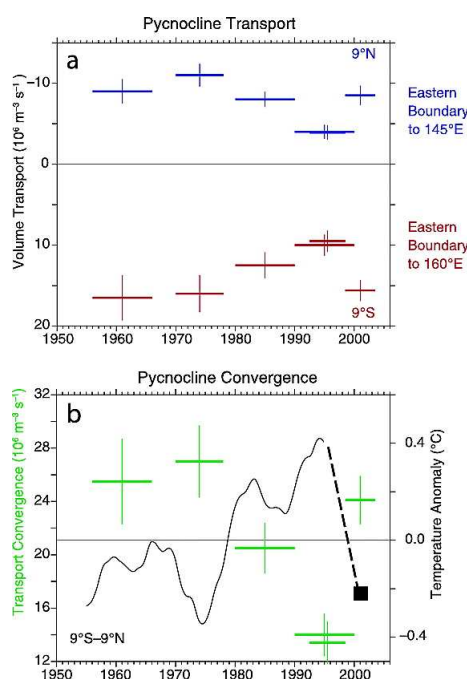 Pycnocline Transport
a
9°N
−10
0
10
20
Volume Transport (10⁶ m⁻³ s⁻¹)
Eastern
Boundary
to 145°E
Eastern
Boundary
to 160°E
9°S
1950 1960 1970 1980 1990 2000
Pycnocline Convergence
b
32
28
24
20
16
12
Transport Convergence (10⁶ m⁻³ s⁻¹)
0.4
0.0
−0.4
Temperature Anomaly (°C)
9°S–9°N
1950 1960 1970 1980 1990 2000